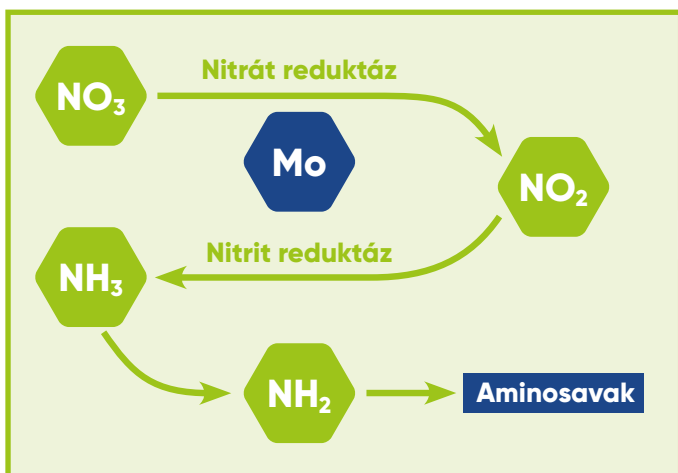 Nitrát reduktáz
NO₃
Mo
NO₂
Nitrit reduktáz
NH₃
NH₂
Aminosavak